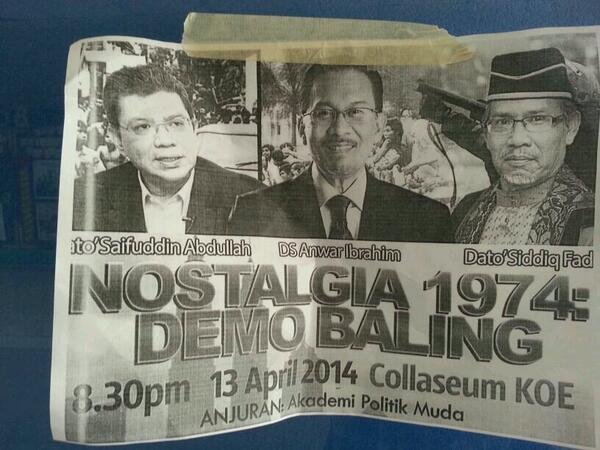 ato' Saifuddin Abdullah DS Anwar Ibrahim Dato' Siddiq Fad
NOSTALGIA 1974:
DEMO BALING
8.30pm 13 April 2014 Collaseum KOE
ANJURAN: Akademi Politik Muda